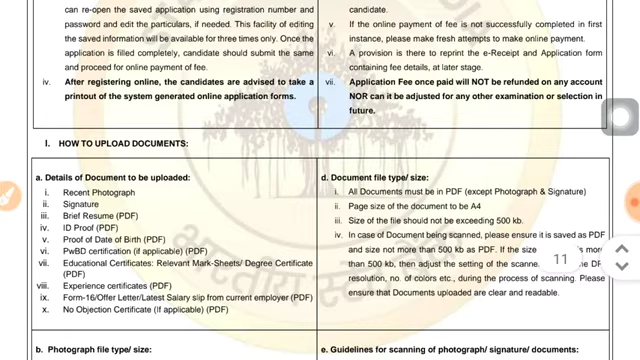 can re-open the saved application using registration number and
password and edit the particulars, if needed. This facility of editing
the saved information will be available for three times only. Once the
application is filled completely, candidate should submit the same
and proceed for online payment of fee.
iv. After registering online, the candidates are advised to take a
printout of the system generated online application forms.
candidate.
v. If the online payment of fee is not successfully completed in first
instance, please make fresh attempts to make online payment.
vi. A provision is there to reprint the e-Receipt and Application form
containing fee details, at later stage.
vii. Application Fee once paid will NOT be refunded on any account
NOR can it be adjusted for any other examination or selection in
future.
I. HOW TO UPLOAD DOCUMENTS:
a. Details of Document to be uploaded:
i. Recent Photograph
ii. Signature
iii. Brief Resume (PDF)
iv. ID Proof (PDF)
v. Proof of Date of Birth (PDF)
vi. PwBD certification (if applicable) (PDF)
vii. Educational Certificates: Relevant Mark-Sheets/ Degree Certificate
(PDF)
viii. Experience certificates (PDF)
ix. Form-16/Offer Letter/Latest Salary slip from current employer (PDF)
x. No Objection Certificate (If applicable) (PDF)
d. Document file type/ size:
i. All Documents must be in PDF (except Photograph & Signature)
ii. Page size of the document to be A4
iii. Size of the file should not be exceeding 500 kb.
iv. In case of Document being scanned, please ensure it is saved as PDF
and size not more than 500 kb as PDF. If the size more
than 500 kb, then adjust the setting of the scanne
resolution, no. of colors etc., during the process of scanning. Please
ensure that Documents uploaded are clear and readable.
11
b. Photograph file type/ size:
e. Guidelines for scanning of photograph/ signature/ documents: